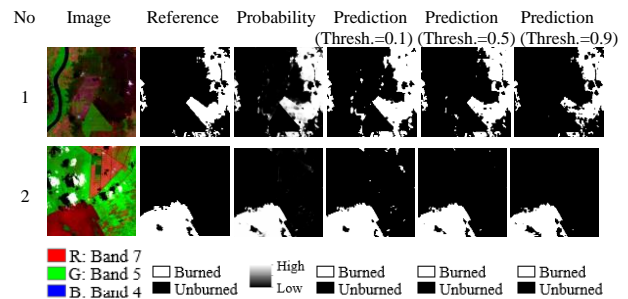 No Image Reference Probability Prediction Prediction Prediction
(Thresh.=0.1) (Thresh.=0.5) (Thresh.=0.9)
1
2
R: Band 7
G: Band 5
B. Band 4
Burned
Unburned
High
Low
Burned
Unburned
Burned
Unburned
Burned
Unburned